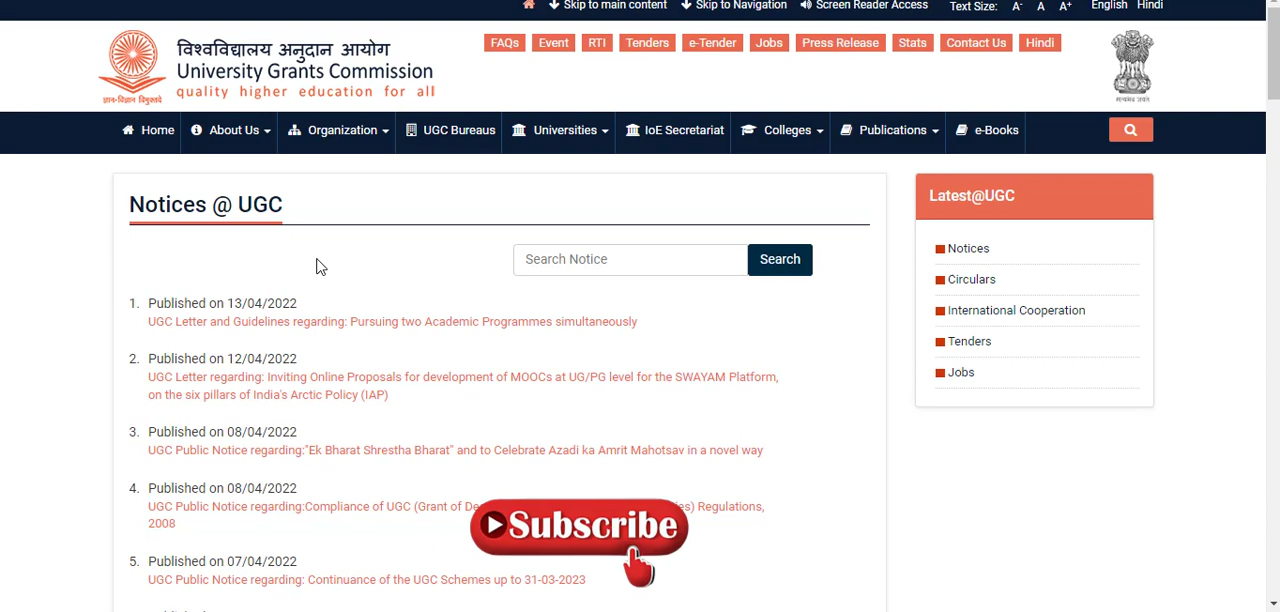 Skip to main content Skip to Navigation Screen Reader Access Text Size: A- A A+ English Hindi
विश्वविद्यालय अनुदान आयोग
University Grants Commission
quality higher education for all
ज्ञान-विज्ञान विमुक्तये
FAQs Event RTI Tenders e-Tender Jobs Press Release Stats Contact Us Hindi
सत्यमेव जयते
Home About Us Organization UGC Bureaus Universities IoE Secretariat Colleges Publications e-Books
Notices @ UGC
Search Notice Search
1. Published on 13/04/2022
UGC Letter and Guidelines regarding: Pursuing two Academic Programmes simultaneously
2. Published on 12/04/2022
UGC Letter regarding: Inviting Online Proposals for development of MOOCs at UG/PG level for the SWAYAM Platform,
on the six pillars of India's Arctic Policy (IAP)
3. Published on 08/04/2022
UGC Public Notice regarding:"Ek Bharat Shrestha Bharat" and to Celebrate Azadi ka Amrit Mahotsav in a novel way
4. Published on 08/04/2022
UGC Public Notice regarding:Compliance of UGC (Grant of Regulations,
2008
Subscribe
5. Published on 07/04/2022
UGC Public Notice regarding: Continuance of the UGC Schemes up to 31-03-2023
Latest@UGC
Notices
Circulars
International Cooperation
Tenders
Jobs